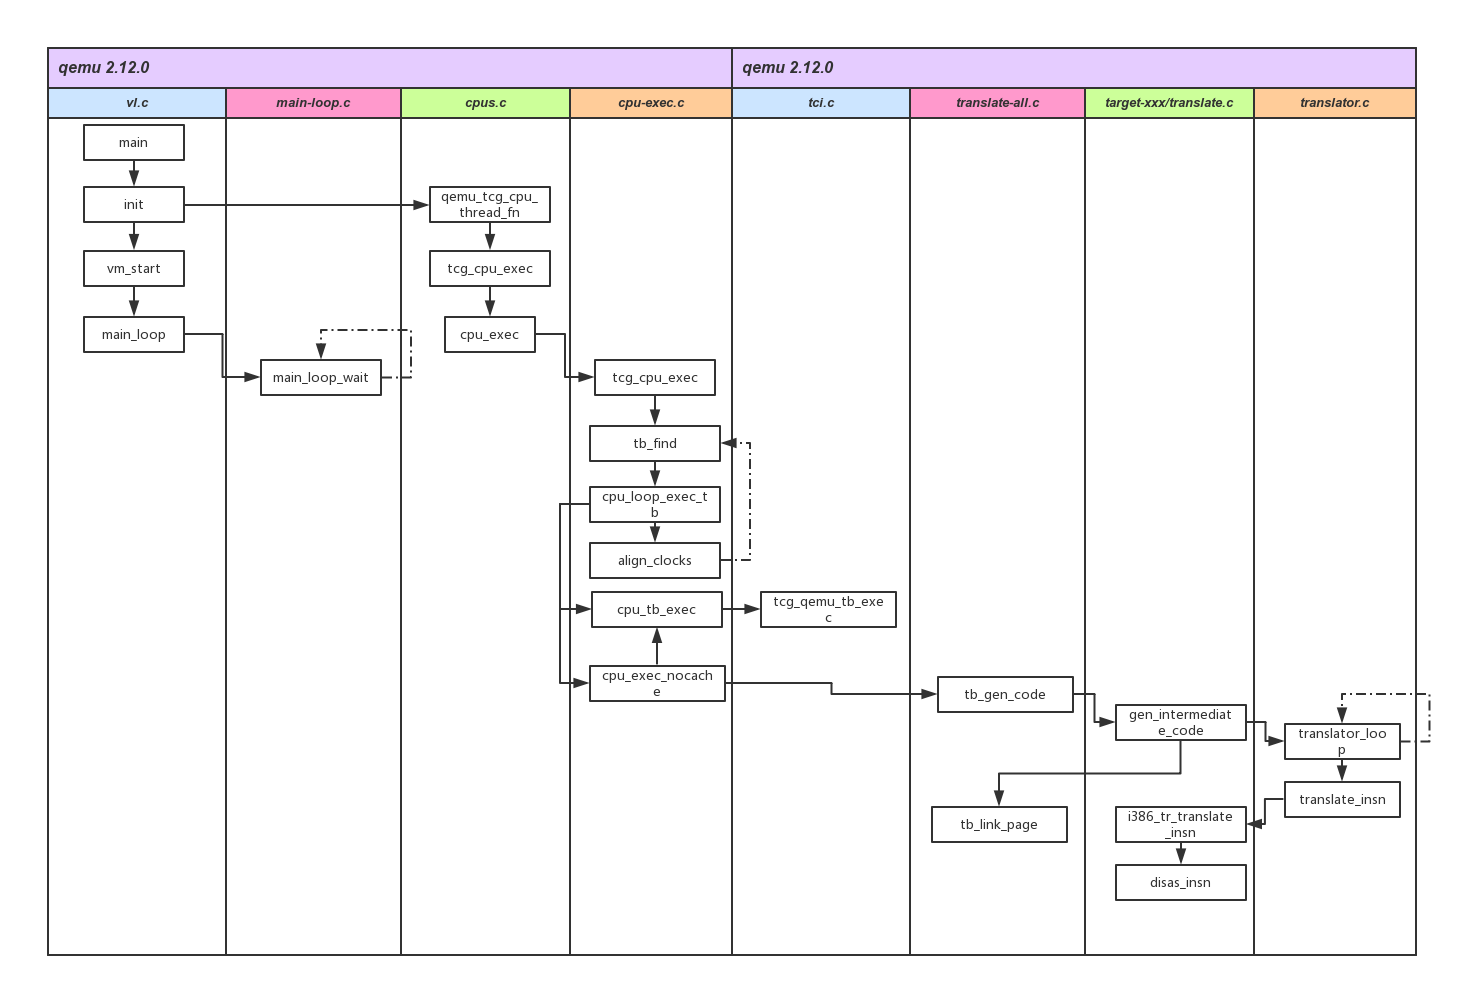 qemu 2.12.0
qemu 2.12.0
vl.c
main-loop.c
cpus.c
cpu-exec.c
tci.c
translate-all.c
target-xxx/translate.c
translator.c
main
init
vm_start
main_loop
main_loop_wait
qemu_tcg_cpu_
thread_fn
tcg_cpu_exec
cpu_exec
tcg_cpu_exec
tb_find
cpu_loop_exec_t
b
align_clocks
cpu_tb_exec
cpu_exec_nocach
e
tcg_qemu_tb_exe
c
tb_gen_code
tb_link_page
gen_intermediat
e_code
i386_tr_translate
_insn
disas_insn
translator_loo
p
translate_insn